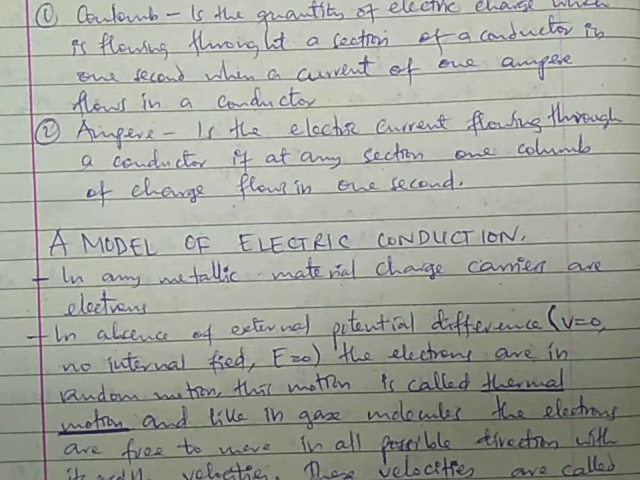 ① Coulomb - Is the quantity of electric charge which
is flowing throught a section of a conductor in
one second when a current of one ampere
flows in a conductor
② Ampere - Is the electric current flowing through
a conductor if at any section one columb
of charge flows in one second.
A MODEL OF ELECTRIC CONDUCTION.
- In any metallic material charge carriers are
electrons
- In absence of external potential difference (V=0,
no internal fied, E=0) the electrons are in
random motion, this motion is called thermal
motion and like in gase molecules the electrons
are free to move in all possible direction with
velocities. These velocities are called